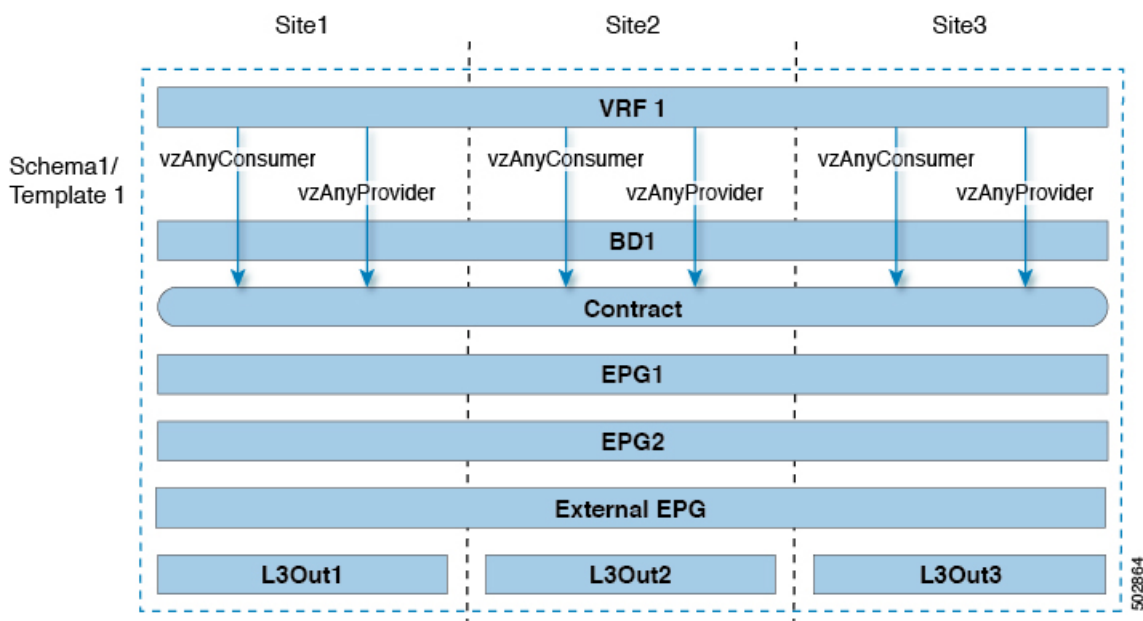 Site1 Site2 Site3
VRF 1
Schema1/
Template 1
vzAnyConsumer vzAnyConsumer vzAnyConsumer
vzAnyProvider vzAnyProvider vzAnyProvider
BD1
Contract
EPG1
EPG2
External EPG
L3Out1 L3Out2 L3Out3
502864